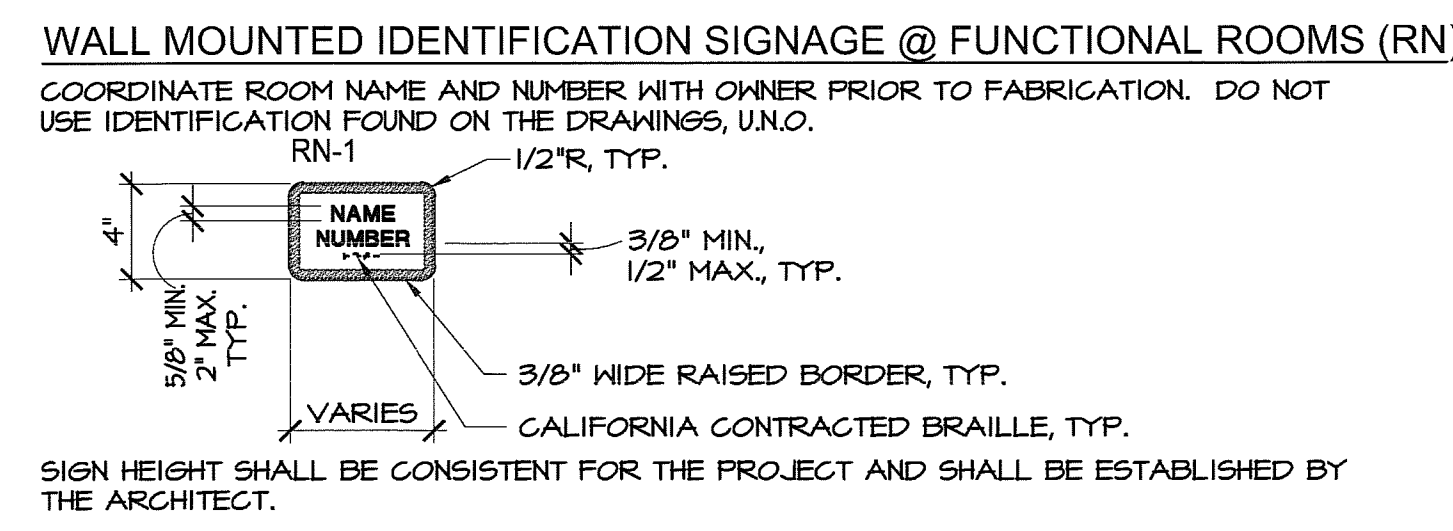 WALL MOUNTED IDENTIFICATION SIGNAGE @ FUNCTIONAL ROOMS (RN)
COORDINATE ROOM NAME AND NUMBER WITH OWNER PRIOR TO FABRICATION. DO NOT
USE IDENTIFICATION FOUND ON THE DRAWINGS, U.N.O.
RN-1
1/2"R, TYP.
4"
NAME
NUMBER
3/8" MIN.,
1/2" MAX., TYP.
5/8" MIN.
2" MAX.
TYP.
3/8" WIDE RAISED BORDER, TYP.
VARIES
CALIFORNIA CONTRACTED BRAILLE, TYP.
SIGN HEIGHT SHALL BE CONSISTENT FOR THE PROJECT AND SHALL BE ESTABLISHED BY
THE ARCHITECT.